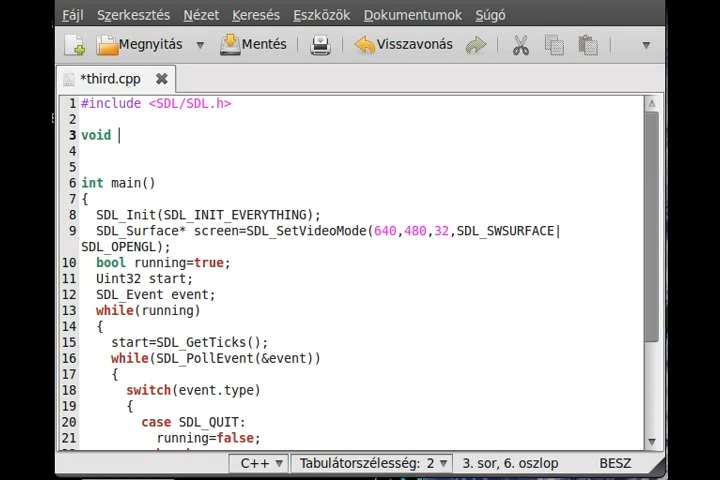 Fájl Szerkesztés Nézet Keresés Eszközök Dokumentumok Súgó
Megnyitás Mentés Visszavonás
*third.cpp
1 #include <SDL/SDL.h>
2
3 void
4
5
6 int main()
7 {
8 SDL_Init(SDL_INIT_EVERYTHING);
9 SDL_Surface* screen=SDL_SetVideoMode(640,480,32,SDL_SWSURFACE|
SDL_OPENGL);
10 bool running=true;
11 Uint32 start;
12 SDL_Event event;
13 while(running)
14 {
15 start=SDL_GetTicks();
16 while(SDL_PollEvent(&event))
17 {
18 switch(event.type)
19 {
20 case SDL_QUIT:
21 running=false;
C++ Tabulátorszélesség: 2 3. sor, 6. oszlop BESZ